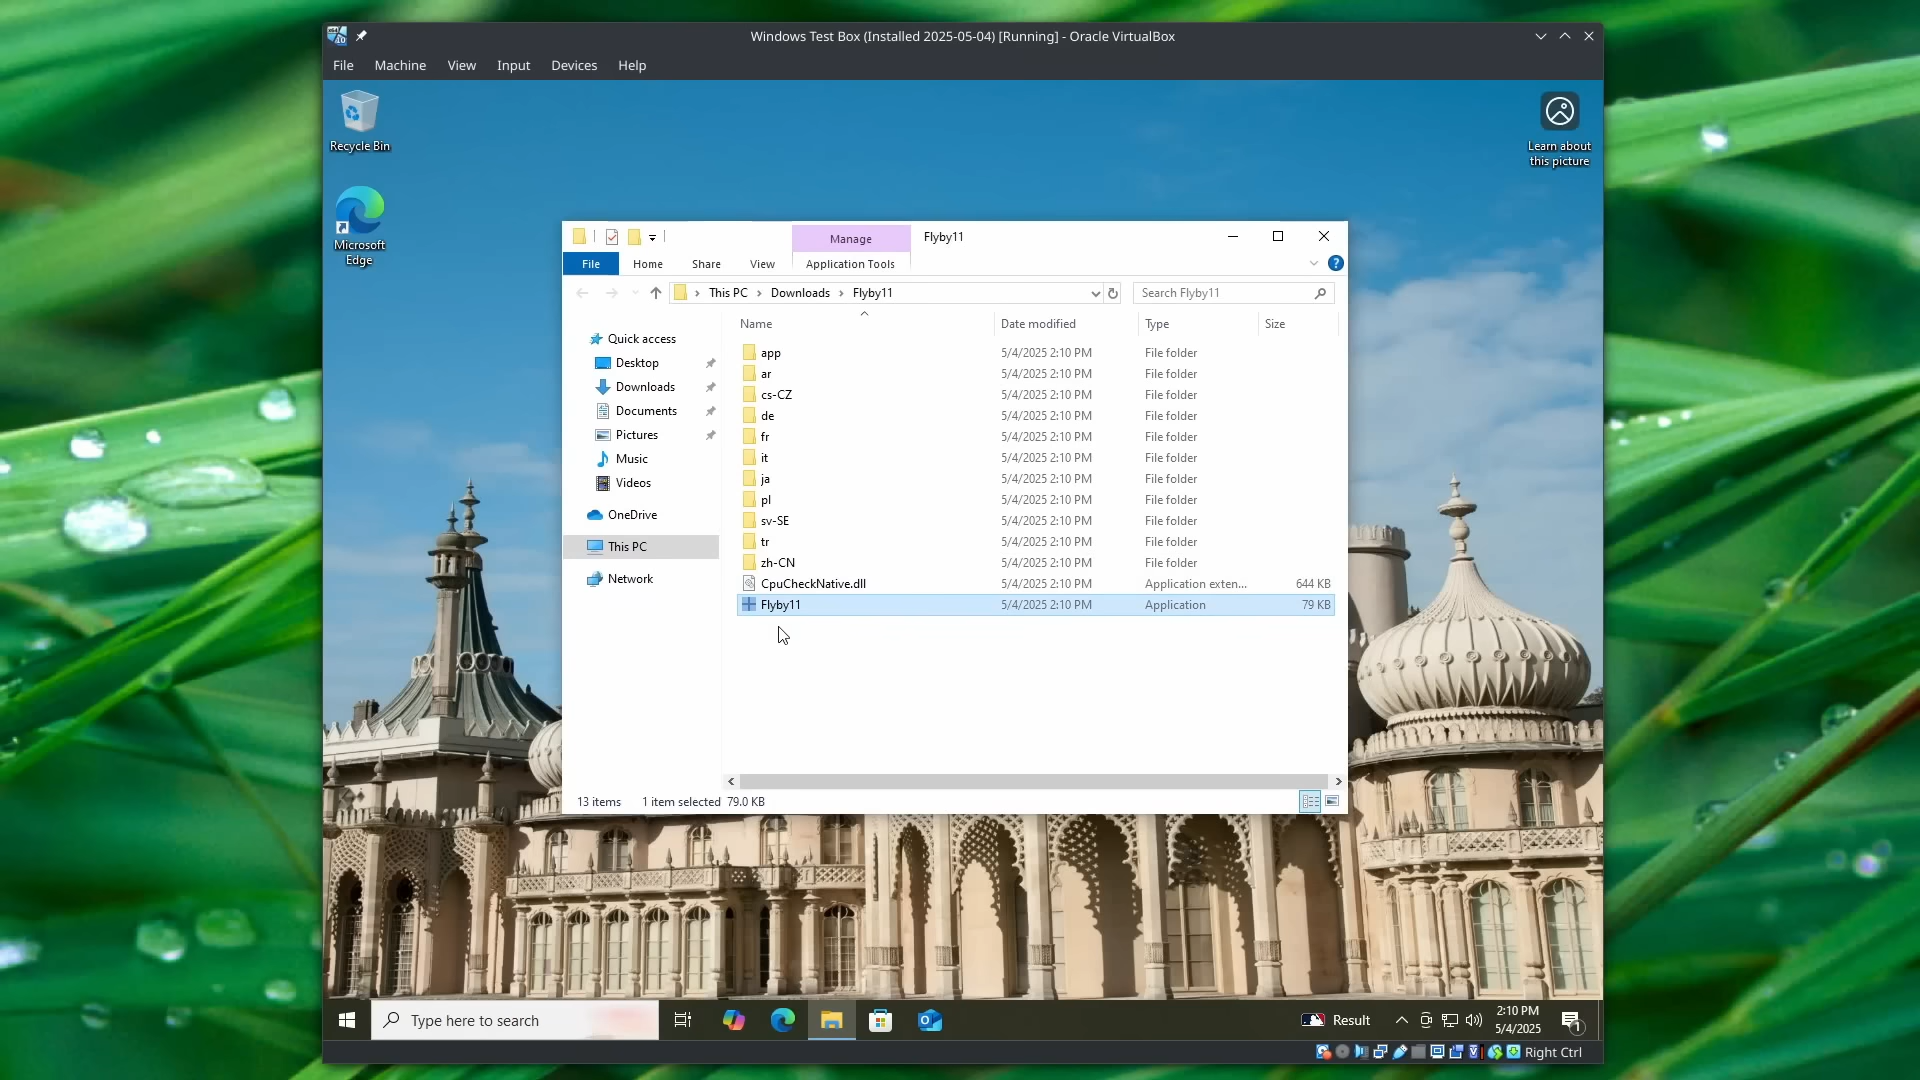 Windows Test Box (Installed 2025-05-04) [Running] - Oracle VirtualBox
File Machine View Input Devices Help
Recycle Bin
Microsoft
Edge
Learn about
this picture
Manage Flyby11
File Home Share View Application Tools
This PC Downloads Flyby11 Search Flyby11
Name Date modified Type Size
Quick access
Desktop
Downloads
Documents
Pictures
Music
Videos
OneDrive
This PC
Network
app 5/4/2025 2:10 PM File folder
ar 5/4/2025 2:10 PM File folder
cs-CZ 5/4/2025 2:10 PM File folder
de 5/4/2025 2:10 PM File folder
fr 5/4/2025 2:10 PM File folder
it 5/4/2025 2:10 PM File folder
ja 5/4/2025 2:10 PM File folder
pl 5/4/2025 2:10 PM File folder
sv-SE 5/4/2025 2:10 PM File folder
tr 5/4/2025 2:10 PM File folder
zh-CN 5/4/2025 2:10 PM File folder
CpuCheckNative.dll 5/4/2025 2:10 PM Application exten... 644 KB
Flyby11 5/4/2025 2:10 PM Application 79 KB
13 items 1 item selected 79.0 KB
Type here to search
Result
2:10 PM
5/4/2025
1
Right Ctrl